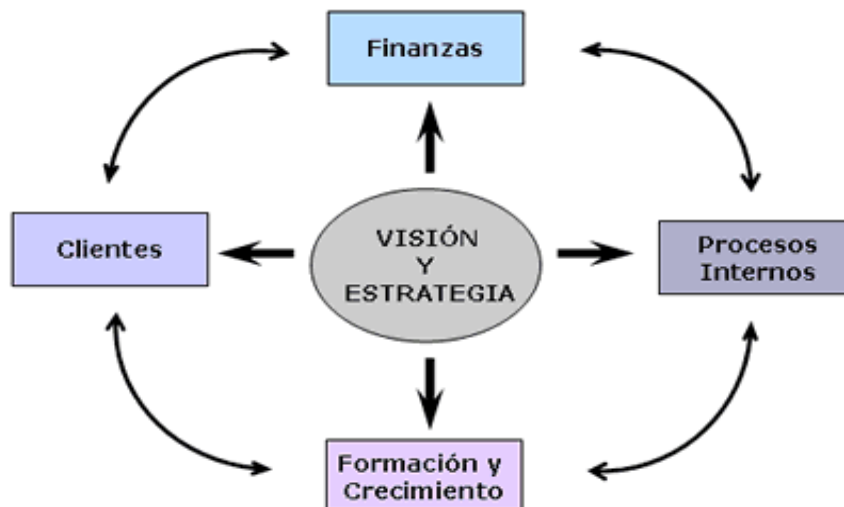 Finanzas
Clientes
VISIÓN
Y
ESTRATEGIA
Procesos
Internos
Formación y
Crecimiento